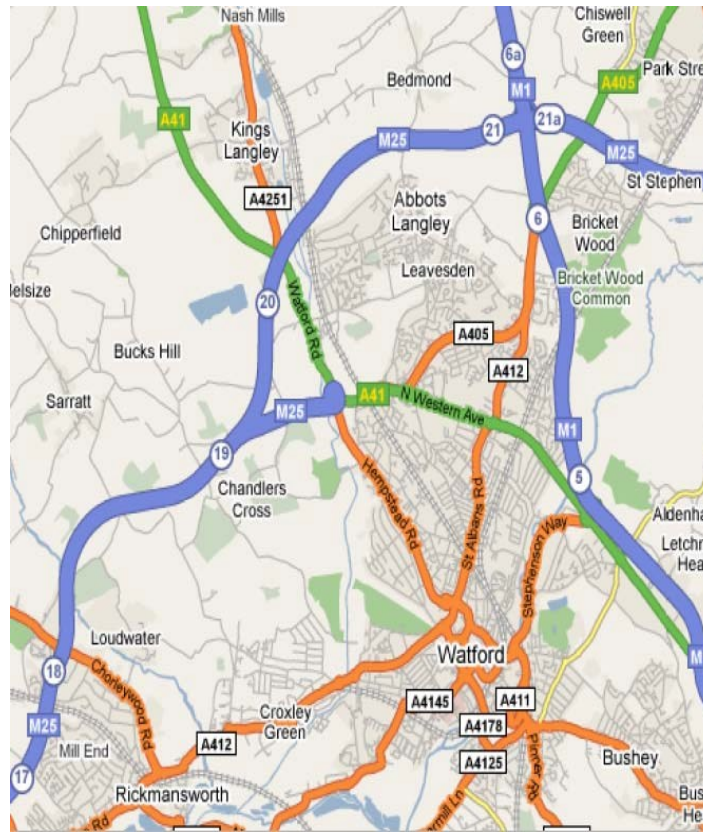 Nash Mills
Chiswell
Green
6a
Bedmond
A405
Park Stre
M1
A41
21
21a
Kings
Langley
M25
M25
St Stephen
A4251
Abbots
Langley
6
Bricket
Wood
Chipperfield
Leavesden
Bricket Wood
Common
elsize
20
Watford Rd
A405
Bucks Hill
A412
A41
N Western Ave
Sarratt
M25
M1
19
Hempstead Rd
5
Chandlers
Cross
St Albans Rd
Stephenson Way
Aldenha
Letchm
Hea
Loudwater
Watford
M
18
Chorleywood Rd
A4145
A411
M25
Croxley
Green
A4178
A412
Mill End
Pinner Rd
Bushey
17
A4125
Rickmansworth
ermill Ln
Bus
He
Rd